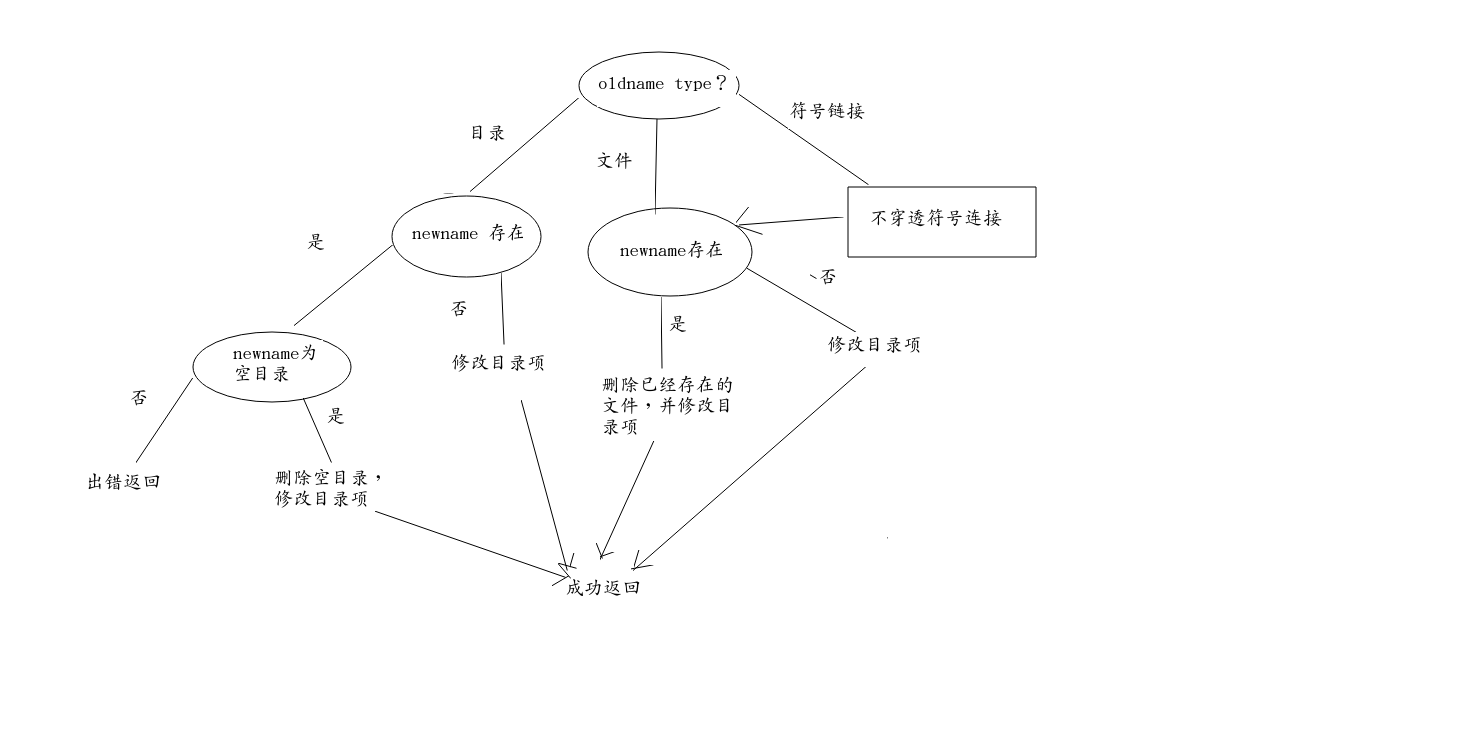 oldname type？
符号链接
目录
文件
不穿透符号连接
newname 存在
是
newname存在
否
否
是
修改目录项
newname为
空目录
修改目录项
删除已经存在的
文件，并修改目
录项
否
是
出错返回
删除空目录，
修改目录项
成功返回